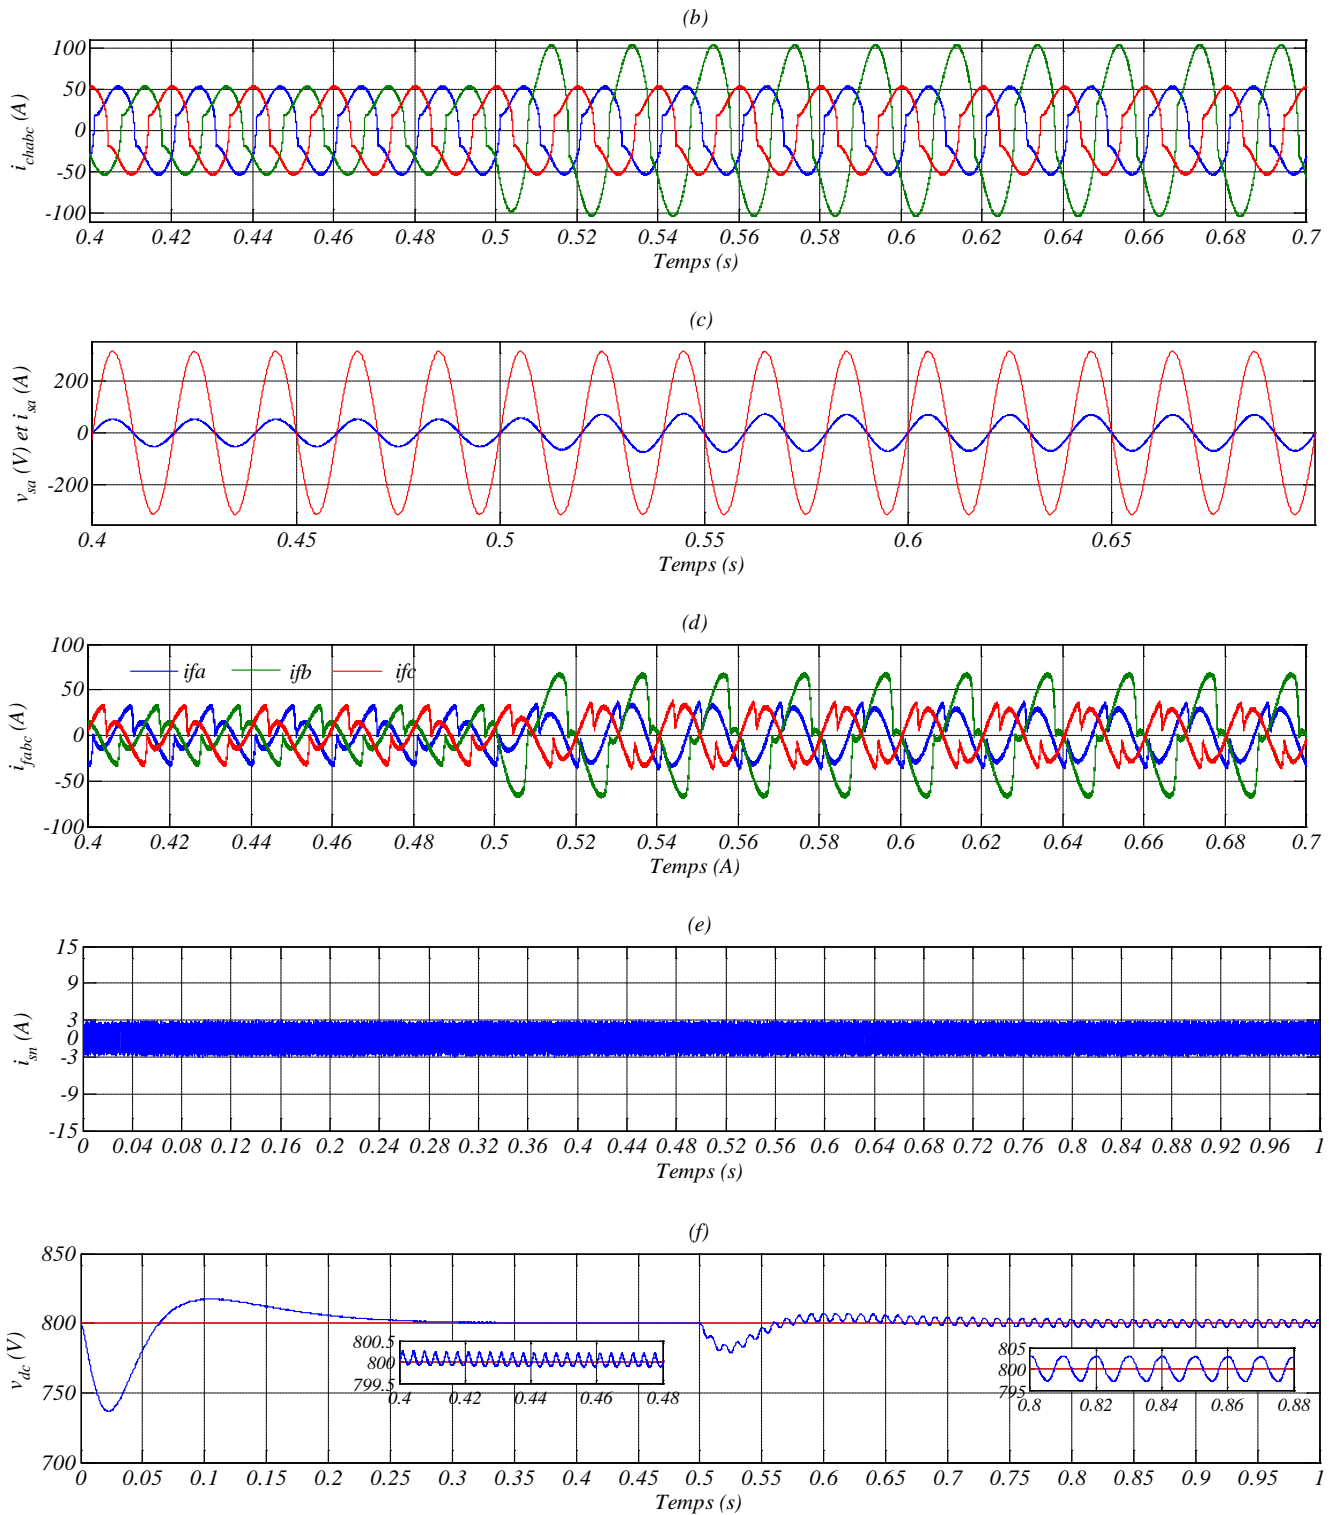 (b)
i_chabc (A)
100
50
0
-50
-100
0.4 0.42 0.44 0.46 0.48 0.5 0.52 0.54 0.56 0.58 0.6 0.62 0.64 0.66 0.68 0.7
Temps (s)
(c)
v_sa (V) et i_sa (A)
200
0
-200
0.4 0.45 0.5 0.55 0.6 0.65
Temps (s)
(d)
i_fabc (A)
100
50
0
-50
-100
ifa ifb ifc
0.4 0.42 0.44 0.46 0.48 0.5 0.52 0.54 0.56 0.58 0.6 0.62 0.64 0.66 0.68 0.7
Temps (A)
(e)
i_sn (A)
15
9
3
0
-3
-9
-15
0 0.04 0.08 0.12 0.16 0.2 0.24 0.28 0.32 0.36 0.4 0.44 0.48 0.52 0.56 0.6 0.64 0.68 0.72 0.76 0.8 0.84 0.88 0.92 0.96 1
Temps (s)
(f)
v_dc (V)
850
800
750
700
800.5
800
799.5
0.4 0.42 0.44 0.46 0.48
805
800
795
0.8 0.82 0.84 0.86 0.88
0 0.05 0.1 0.15 0.2 0.25 0.3 0.35 0.4 0.45 0.5 0.55 0.6 0.65 0.7 0.75 0.8 0.85 0.9 0.95 1
Temps (s)